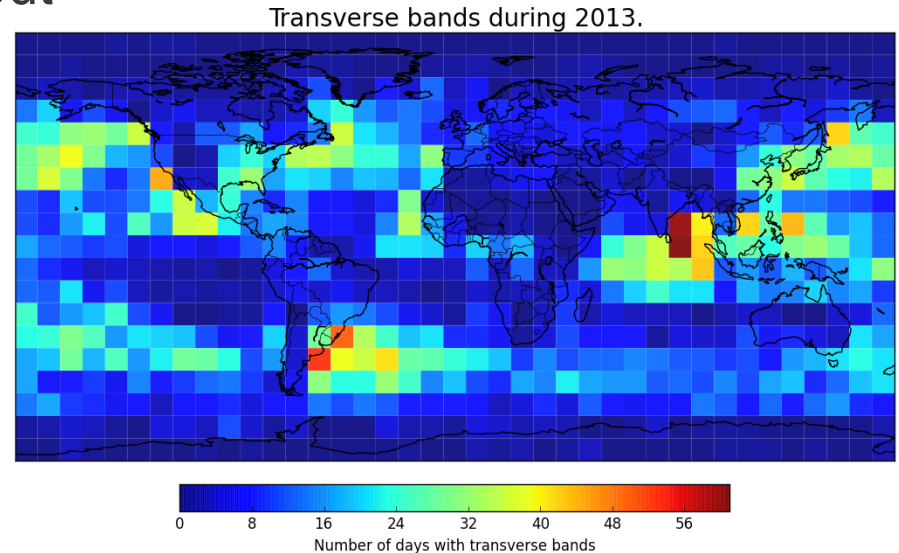 Transverse bands during 2013.
0 8 16 24 32 40 48 56
Number of days with transverse bands